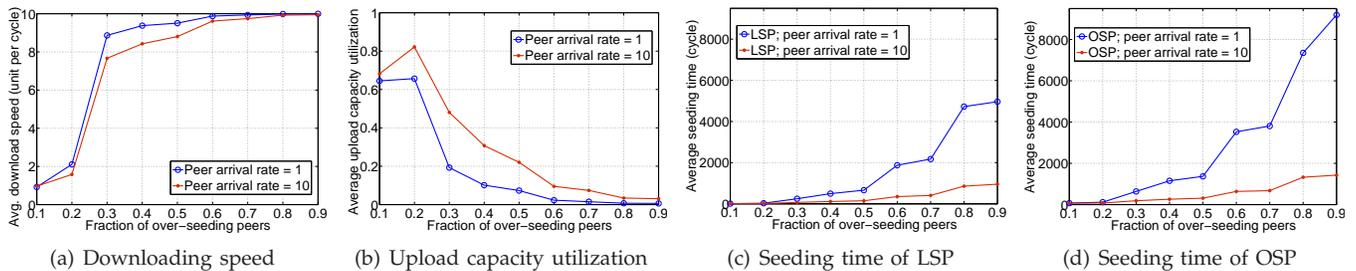 Avg. download speed (unit per cycle)
10
8
6
4
2
0
0.1 0.2 0.3 0.4 0.5 0.6 0.7 0.8 0.9
Fraction of over−seeding peers
Peer arrival rate = 1
Peer arrival rate = 10
(a) Downloading speed
Average upload capacity utilization
1
0.8
0.6
0.4
0.2
0
0.1 0.2 0.3 0.4 0.5 0.6 0.7 0.8 0.9
Fraction of over−seeding peers
Peer arrival rate = 1
Peer arrival rate = 10
(b) Upload capacity utilization
Average seeding time (cycle)
8000
6000
4000
2000
0
0.1 0.2 0.3 0.4 0.5 0.6 0.7 0.8 0.9
Fraction of over−seeding peers
LSP; peer arrival rate = 1
LSP; peer arrival rate = 10
(c) Seeding time of LSP
Average seeding time (cycle)
8000
6000
4000
2000
0
0.1 0.2 0.3 0.4 0.5 0.6 0.7 0.8 0.9
Fraction of over−seeding peers
OSP; peer arrival rate = 1
OSP; peer arrival rate = 10
(d) Seeding time of OSP